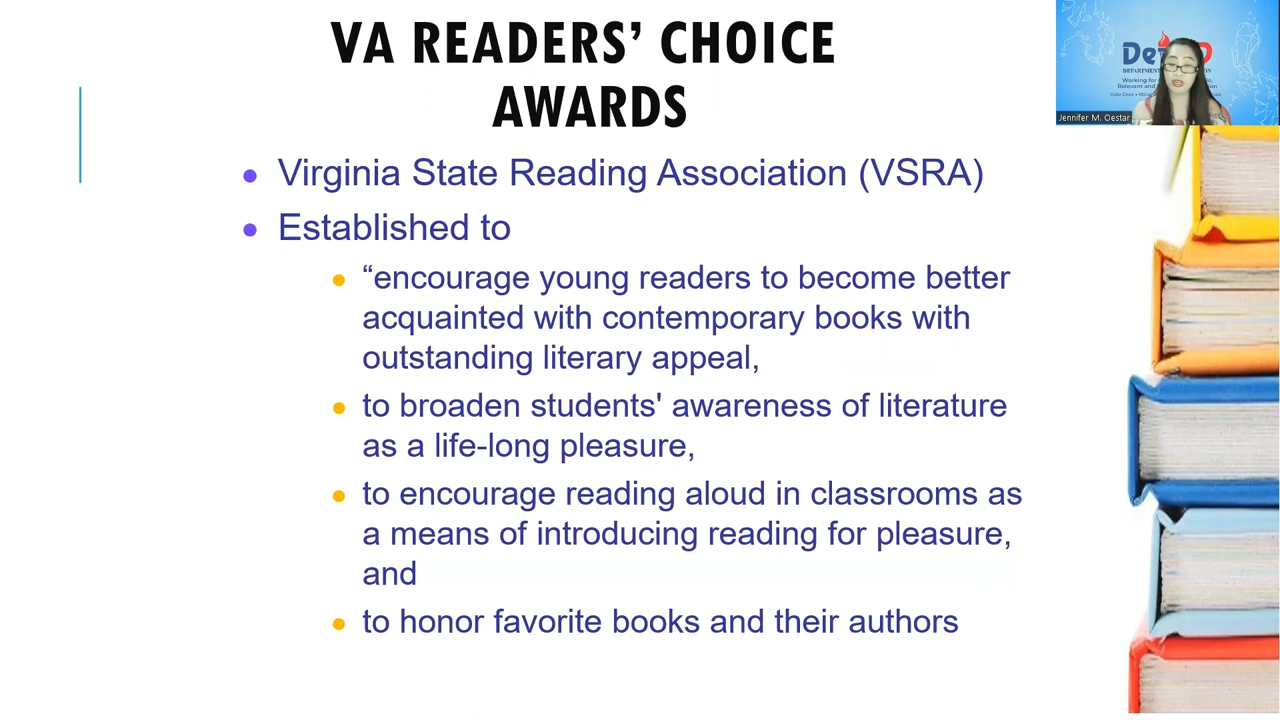 VA READERS’ CHOICE
AWARDS
Virginia State Reading Association (VSRA)
Established to
“encourage young readers to become better
acquainted with contemporary books with
outstanding literary appeal,
to broaden students' awareness of literature
as a life-long pleasure,
to encourage reading aloud in classrooms as
a means of introducing reading for pleasure,
and
to honor favorite books and their authors
Jennifer M. Oestar